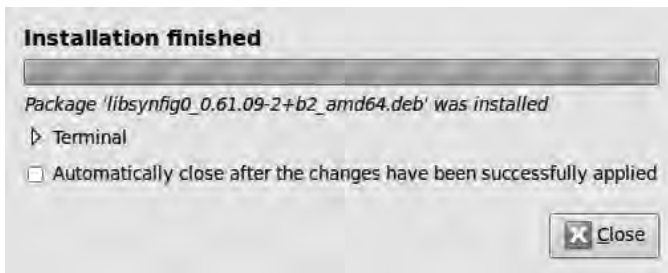 Installation finished
Package 'libsynfig0_0.61.09-2+b2_amd64.deb' was installed
Terminal
Automatically close after the changes have been successfully applied
Close